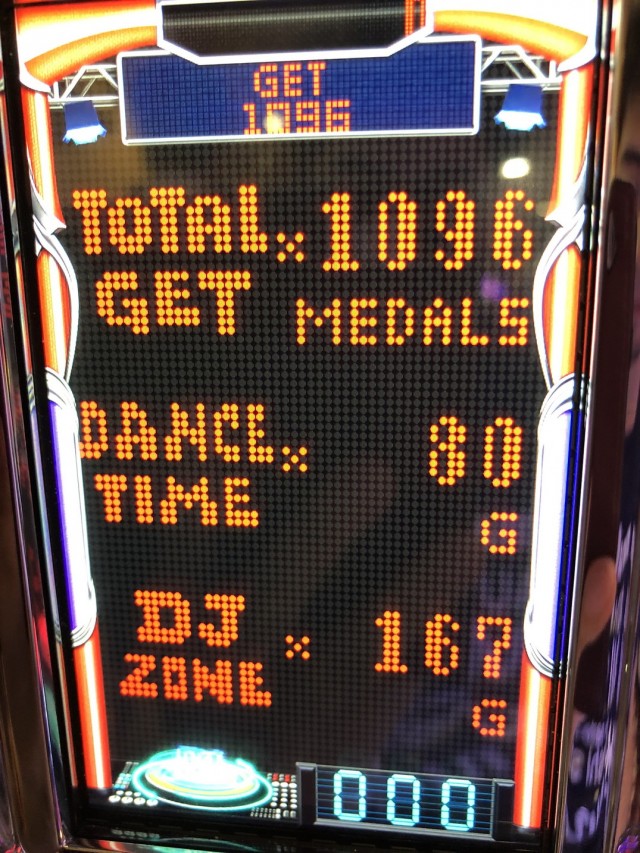 GET
1096
TOTAL × 1096
GET MEDALS
DANCE × 80
TIME G
DJ × 167
ZONE G
000